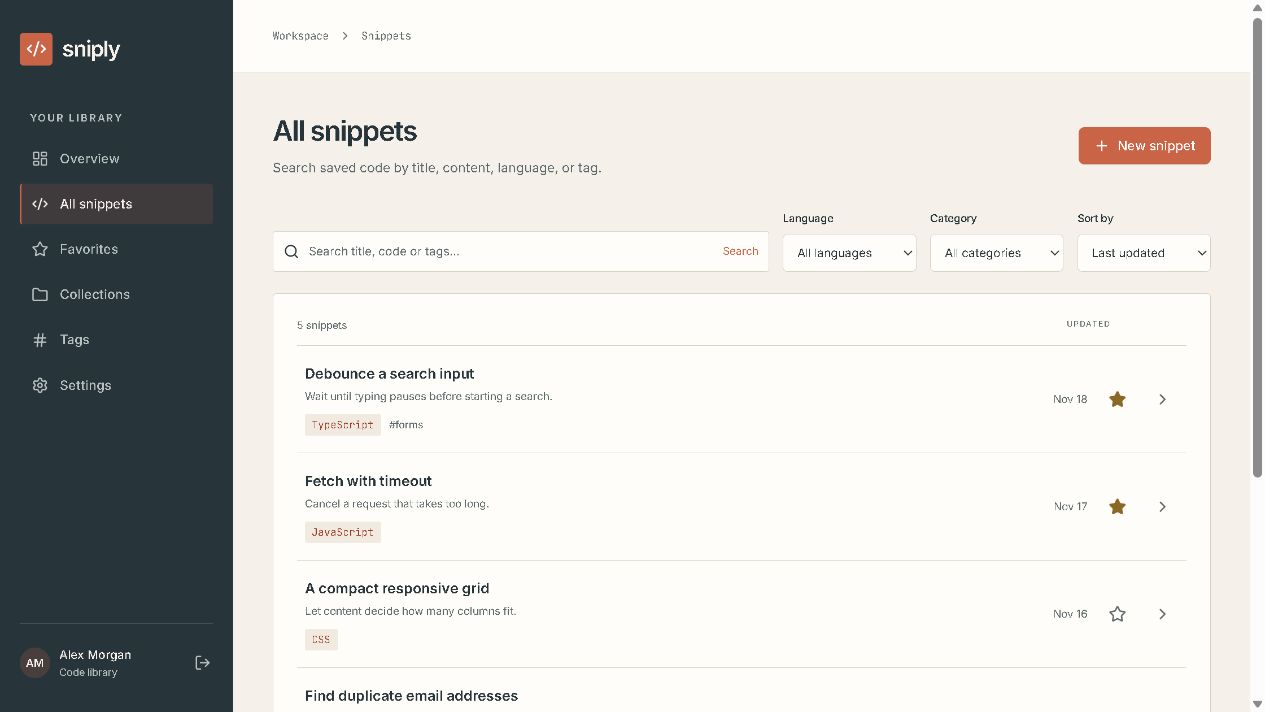 sniply
YOUR LIBRARY
Overview
All snippets
Favorites
Collections
Tags
Settings
AM
Alex Morgan
Code library
Workspace > Snippets
All snippets
Search saved code by title, content, language, or tag.
+ New snippet
Search title, code or tags...
Search
Language
All languages
Category
All categories
Sort by
Last updated
5 snippets
UPDATED
Debounce a search input
Wait until typing pauses before starting a search.
TypeScript #forms
Nov 18
Fetch with timeout
Cancel a request that takes too long.
JavaScript
Nov 17
A compact responsive grid
Let content decide how many columns fit.
CSS
Nov 16
Find duplicate email addresses